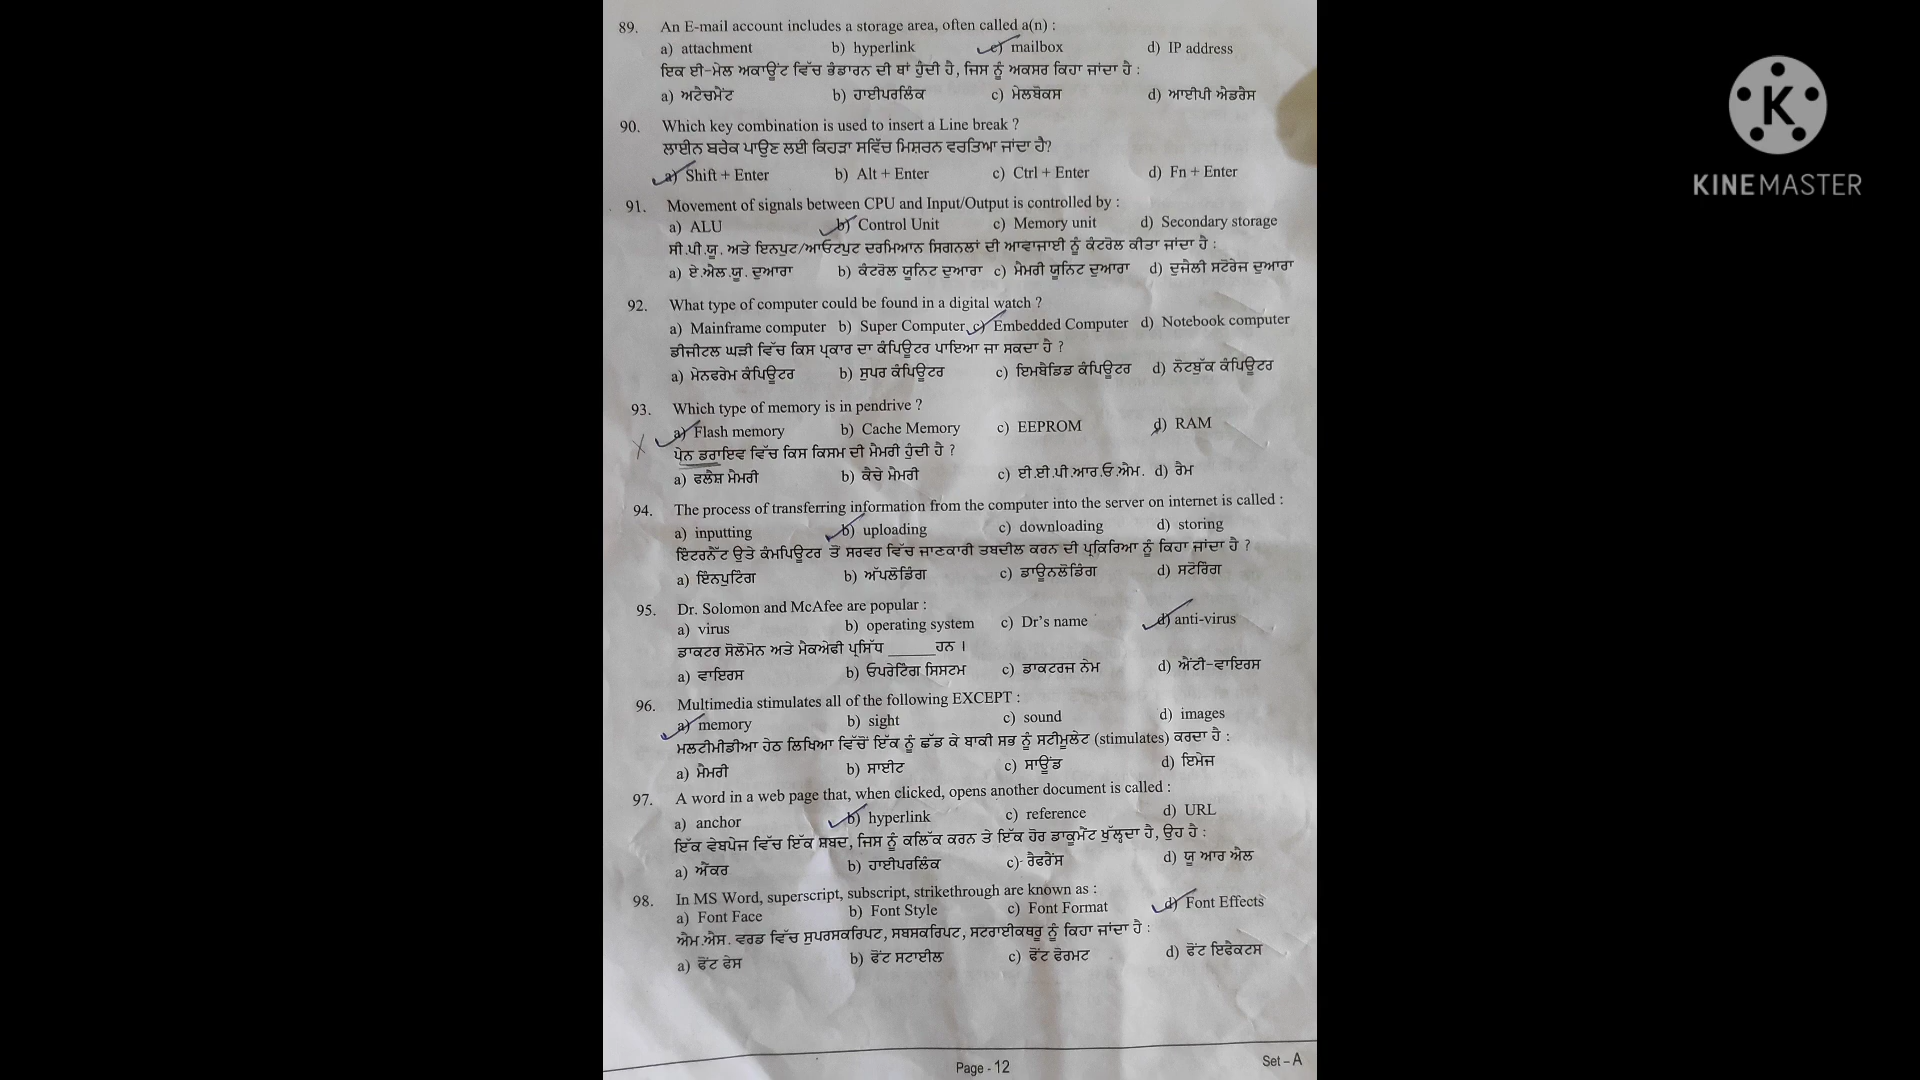 89. An E-mail account includes a storage area, often called a(n) :
a) attachment b) hyperlink c) mailbox d) IP address
ਇਕ ਈ-ਮੇਲ ਅਕਾਊਂਟ ਵਿੱਚ ਭੰਡਾਰਨ ਦੀ ਥਾਂ ਹੁੰਦੀ ਹੈ, ਜਿਸ ਨੂੰ ਅਕਸਰ ਕਿਹਾ ਜਾਂਦਾ ਹੈ :
a) ਅਟੈਚਮੈਂਟ b) ਹਾਈਪਰਲਿੰਕ c) ਮੇਲਬੋਕਸ d) ਆਈਪੀ ਐਡਰੈਸ
90. Which key combination is used to insert a Line break ?
ਲਾਈਨ ਬਰੇਕ ਪਾਉਣ ਲਈ ਕਿਹੜਾ ਸਵਿੱਚ ਮਿਸ਼ਰਨ ਵਰਤਿਆ ਜਾਂਦਾ ਹੈ?
a) Shift + Enter b) Alt + Enter c) Ctrl + Enter d) Fn + Enter
91. Movement of signals between CPU and Input/Output is controlled by :
a) ALU b) Control Unit c) Memory unit d) Secondary storage
ਸੀ.ਪੀ.ਯੂ. ਅਤੇ ਇਨਪੁਟ/ਆਓਟਪੁਟ ਦਰਮਿਆਨ ਸਿਗਨਲਾਂ ਦੀ ਆਵਾਜਾਈ ਨੂੰ ਕੰਟਰੋਲ ਕੀਤਾ ਜਾਂਦਾ ਹੈ :
a) ਏ.ਐਲ.ਯੂ. ਦੁਆਰਾ b) ਕੰਟਰੋਲ ਯੂਨਿਟ ਦੁਆਰਾ c) ਮੈਮਰੀ ਯੂਨਿਟ ਦੁਆਰਾ d) ਦੁਜੈਲੀ ਸਟੋਰੇਜ ਦੁਆਰਾ
92. What type of computer could be found in a digital watch ?
a) Mainframe computer b) Super Computer c) Embedded Computer d) Notebook computer
ਡੀਜੀਟਲ ਘੜੀ ਵਿੱਚ ਕਿਸ ਪ੍ਰਕਾਰ ਦਾ ਕੰਪਿਊਟਰ ਪਾਇਆ ਜਾ ਸਕਦਾ ਹੈ ?
a) ਮੇਨਫਰੇਮ ਕੰਪਿਊਟਰ b) ਸੁਪਰ ਕੰਪਿਊਟਰ c) ਇਮਬੈਡਿਡ ਕੰਪਿਊਟਰ d) ਨੋਟਬੁੱਕ ਕੰਪਿਊਟਰ
93. Which type of memory is in pendrive ?
a) Flash memory b) Cache Memory c) EEPROM d) RAM
ਪੇਨ ਡਰਾਇਵ ਵਿੱਚ ਕਿਸ ਕਿਸਮ ਦੀ ਮੈਮਰੀ ਹੁੰਦੀ ਹੈ ?
a) ਫਲੈਸ਼ ਮੈਮਰੀ b) ਕੈਚੇ ਮੈਮਰੀ c) ਈ.ਈ.ਪੀ.ਆਰ.ਓ.ਐਮ. d) ਰੈਮ
94. The process of transferring information from the computer into the server on internet is called :
a) inputting b) uploading c) downloading d) storing
ਇੰਟਰਨੈੱਟ ਉਤੇ ਕੰਮਪਿਊਟਰ ਤੋਂ ਸਰਵਰ ਵਿੱਚ ਜਾਣਕਾਰੀ ਤਬਦੀਲ ਕਰਨ ਦੀ ਪ੍ਰਕਿਰਿਆ ਨੂੰ ਕਿਹਾ ਜਾਂਦਾ ਹੈ ?
a) ਇੰਨਪੁਟਿੰਗ b) ਅੱਪਲੋਡਿੰਗ c) ਡਾਊਨਲੋਡਿੰਗ d) ਸਟੋਰਿੰਗ
95. Dr. Solomon and McAfee are popular :
a) virus b) operating system c) Dr's name d) anti-virus
ਡਾਕਟਰ ਸੋਲੋਮੋਨ ਅਤੇ ਮੈਕਐਫੀ ਪ੍ਰਸਿੱਧ ______ਹਨ ।
a) ਵਾਇਰਸ b) ਓਪਰੇਟਿੰਗ ਸਿਸਟਮ c) ਡਾਕਟਰਜ ਨੇਮ d) ਐਂਟੀ-ਵਾਇਰਸ
96. Multimedia stimulates all of the following EXCEPT :
a) memory b) sight c) sound d) images
ਮਲਟੀਮੀਡੀਆ ਹੇਠ ਲਿਖਿਆ ਵਿੱਚੋਂ ਇੱਕ ਨੂੰ ਛੱਡ ਕੇ ਬਾਕੀ ਸਭ ਨੂੰ ਸਟੀਮੂਲੇਟ (stimulates) ਕਰਦਾ ਹੈ :
a) ਮੈਮਰੀ b) ਸਾਈਟ c) ਸਾਊਂਡ d) ਇਮੇਜ
97. A word in a web page that, when clicked, opens another document is called :
a) anchor b) hyperlink c) reference d) URL
ਇੱਕ ਵੇਬਪੇਜ ਵਿੱਚ ਇੱਕ ਸ਼ਬਦ, ਜਿਸ ਨੂੰ ਕਲਿੱਕ ਕਰਨ ਤੇ ਇੱਕ ਹੋਰ ਡਾਕੂਮੈਂਟ ਖੁੱਲ੍ਹਦਾ ਹੈ, ਉਹ ਹੈ :
a) ਐਂਕਰ b) ਹਾਈਪਰਲਿੰਕ c) ਰੈਫਰੈਂਸ d) ਯੂ ਆਰ ਐਲ
98. In MS Word, superscript, subscript, strikethrough are known as :
a) Font Face b) Font Style c) Font Format d) Font Effects
ਐਮ.ਐਸ. ਵਰਡ ਵਿੱਚ ਸੁਪਰਸਕਰਿਪਟ, ਸਬਸਕਰਿਪਟ, ਸਟਰਾਈਕਥਰੂ ਨੂੰ ਕਿਹਾ ਜਾਂਦਾ ਹੈ :
a) ਫੌਂਟ ਫੇਸ b) ਫੌਂਟ ਸਟਾਈਲ c) ਫੌਂਟ ਫੋਰਮਟ d) ਫੌਂਟ ਇਫੈਕਟਸ
Page - 12 Set – A
K
KINEMASTER